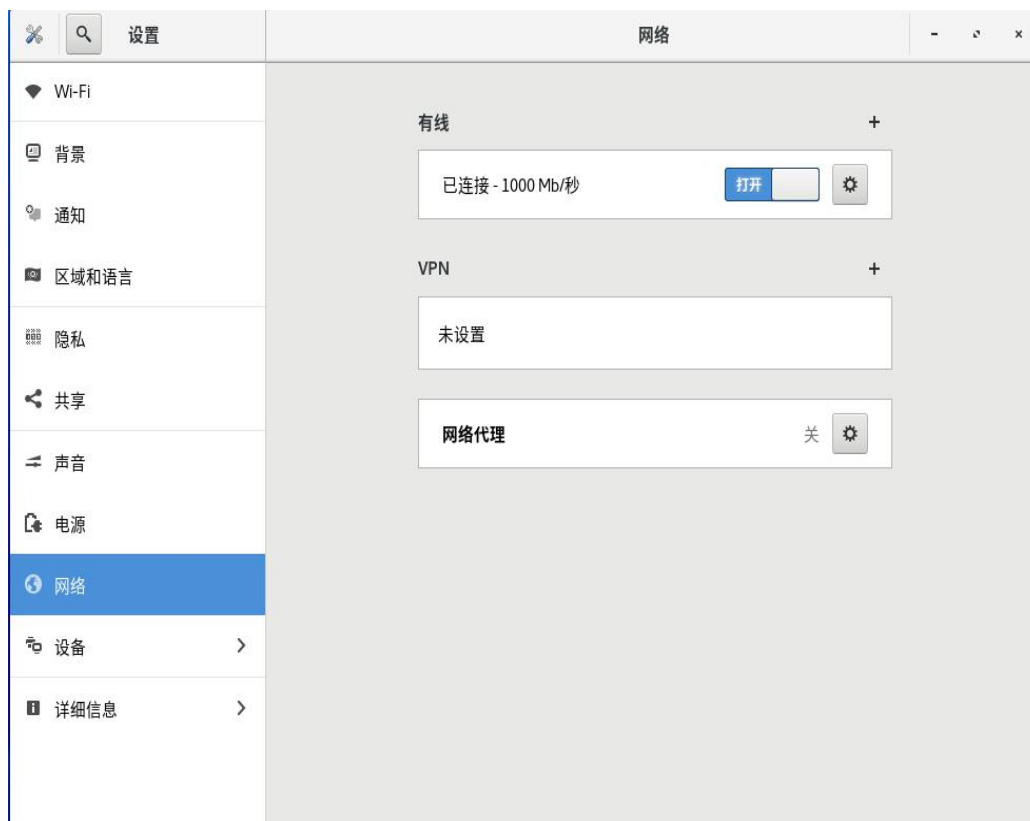 设置
网络
Wi-Fi
背景
通知
区域和语言
隐私
共享
声音
电源
网络
设备
详细信息
有线
已连接 - 1000 Mb/秒
打开
VPN
未设置
网络代理
关